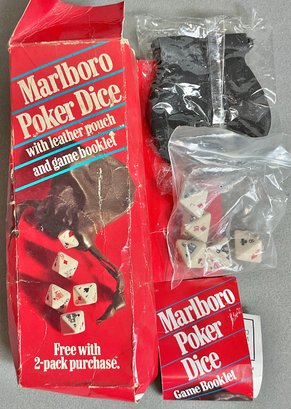 Marlboro
Poker Dice
with leather pouch
and game booklet
Free with
2-pack purchase.
Marlboro
Poker
Dice
Game Booklet